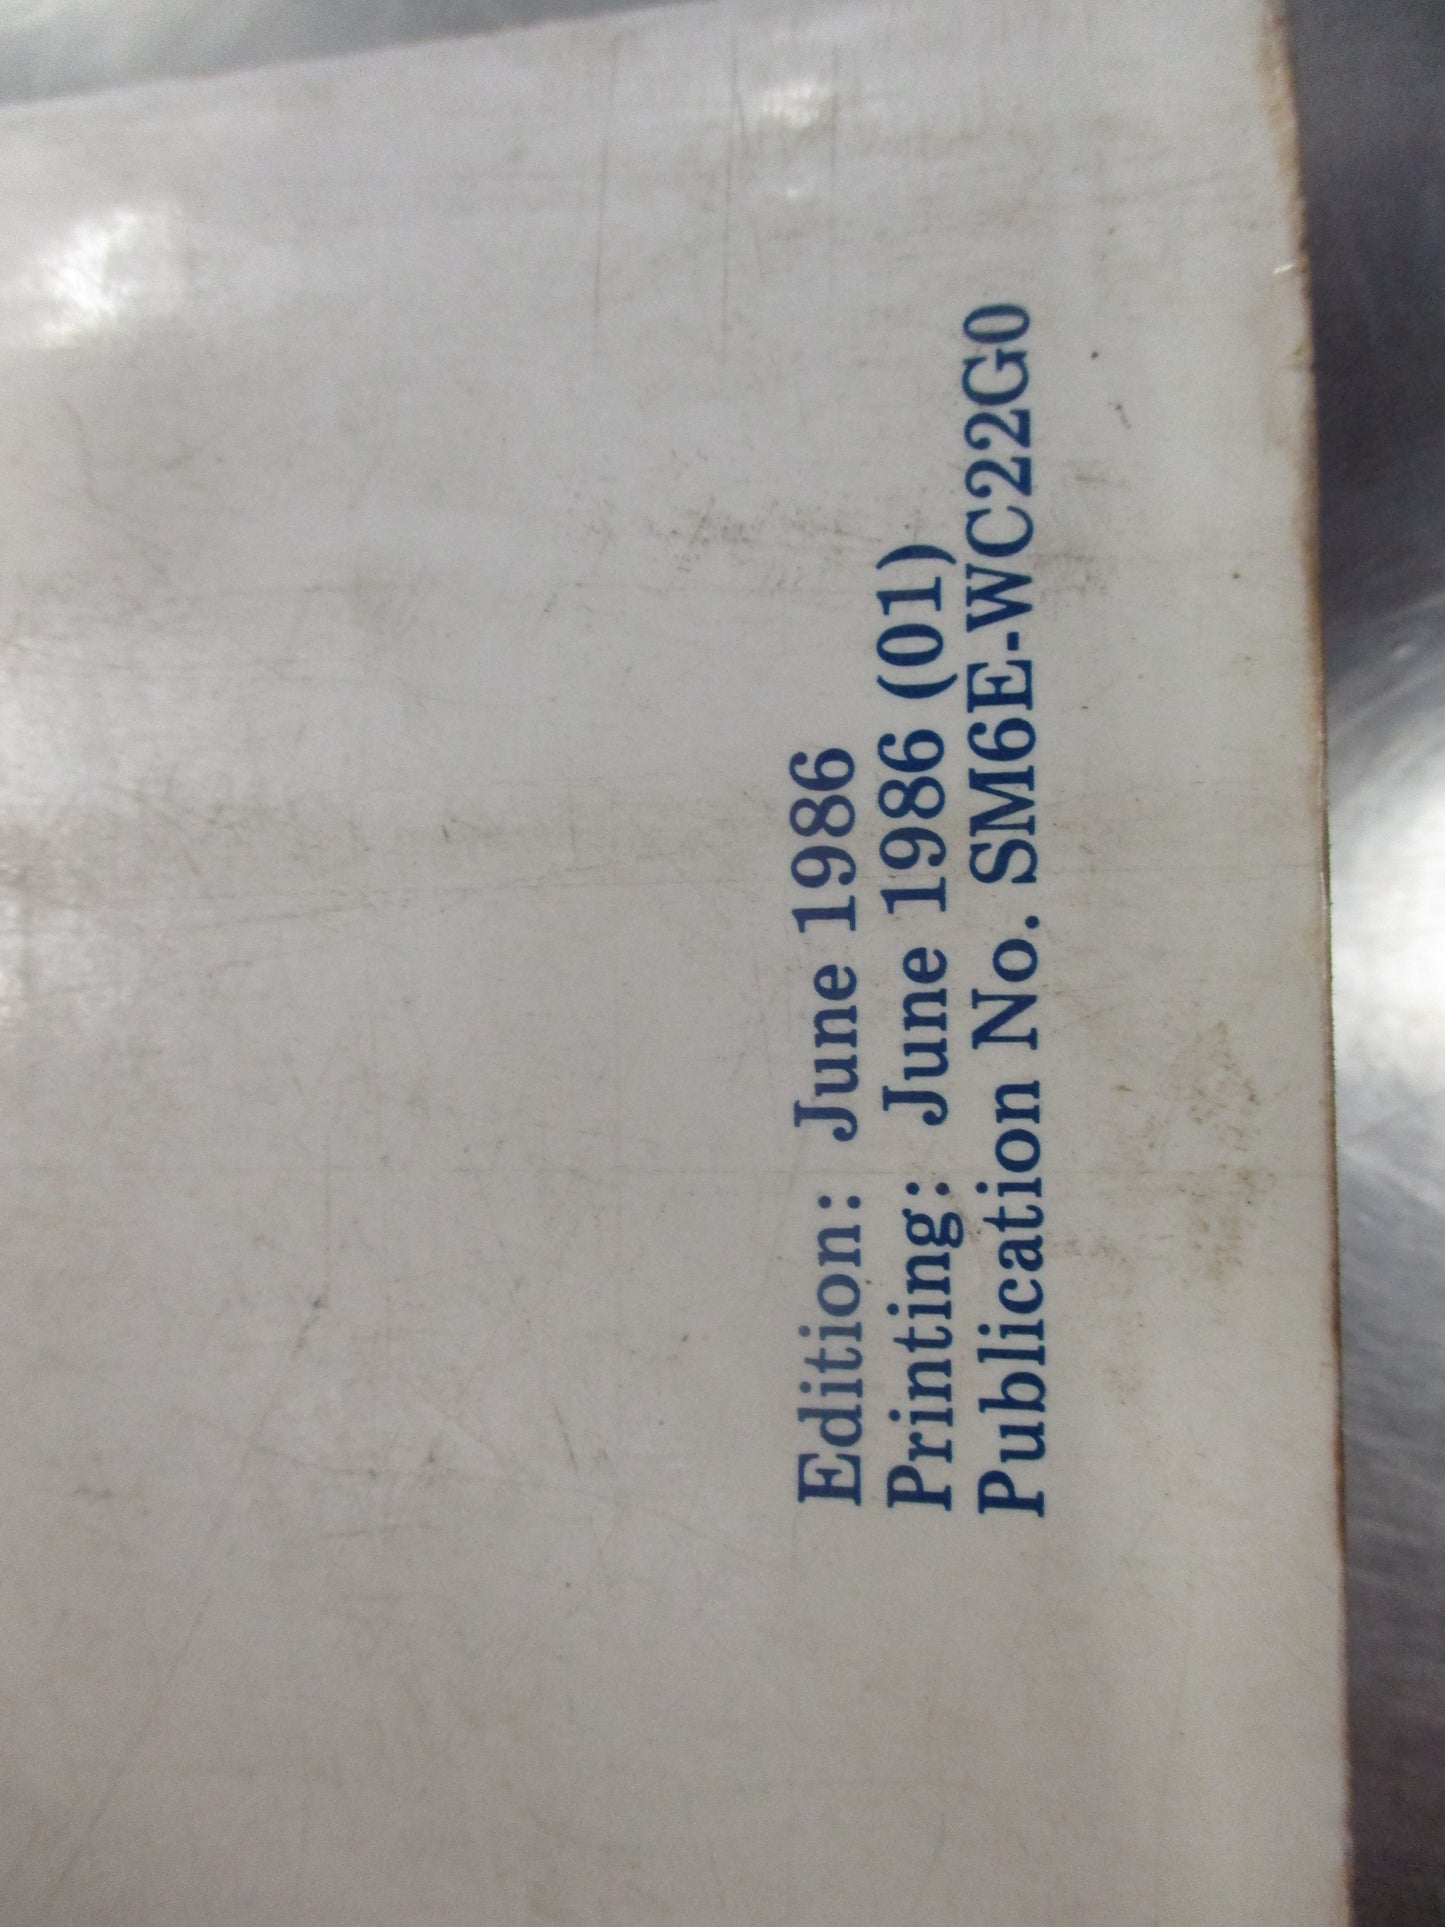 Edition: June 1986
Printing: June 1986 (01)
Publication No. SM6E-WC22G0